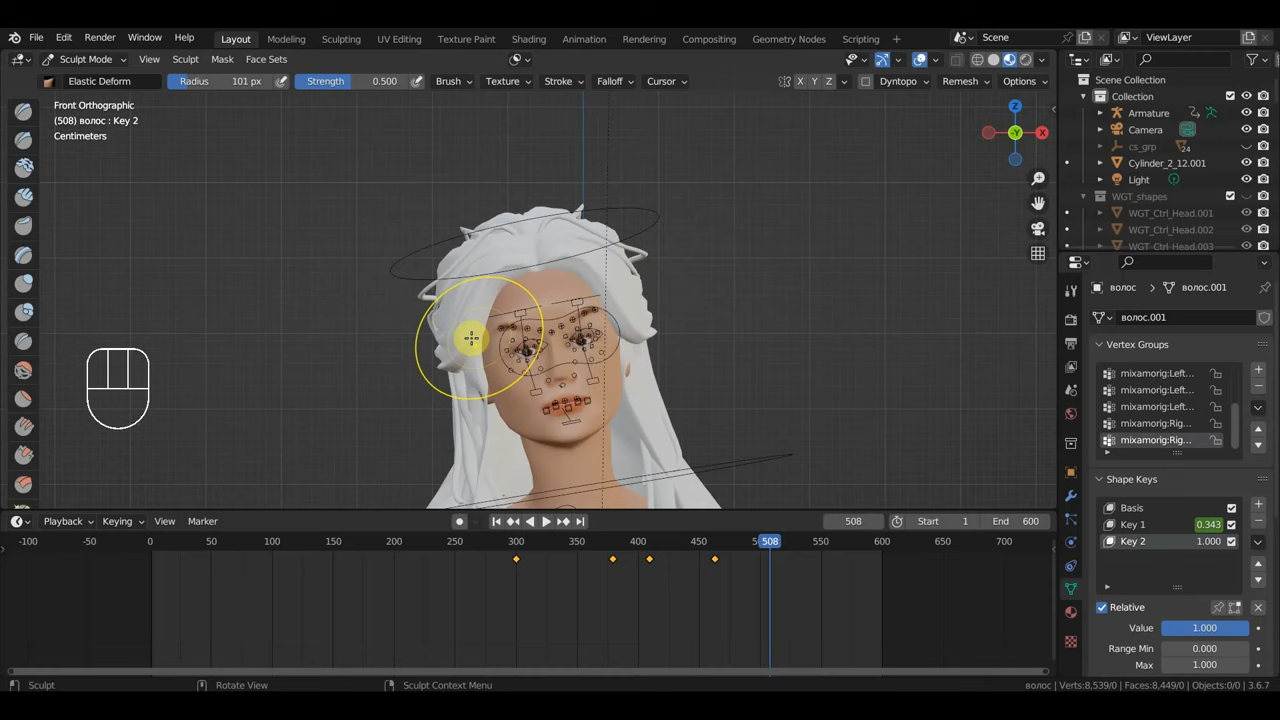 File Edit Render Window Help Layout Modeling Sculpting UV Editing Texture Paint Shading Animation Rendering Compositing Geometry Nodes Scripting Scene ViewLayer
Sculpt Mode View Sculpt Mask Face Sets
Elastic Deform Radius 101 px Strength 0.500 Brush Texture Stroke Falloff Cursor X Y Z Dyntopo Remesh Options
Front Orthographic
(508) волос : Key 2
Centimeters
Z
X
-Y
Scene Collection
Collection
Armature
Camera
cs_grp 24
Cylinder_2_12.001
Light
WGT_shapes
WGT_Ctrl_Head.001
WGT_Ctrl_Head.002
WGT_Ctrl_Head.003
волос волос.001
волос.001
Vertex Groups
mixamorig:Left...
mixamorig:Left...
mixamorig:Left...
mixamorig:Rig...
mixamorig:Rig...
Shape Keys
Basis
Key 1 0.343
Key 2 1.000
Relative
Value 1.000
Range Min 0.000
Max 1.000
Playback Keying View Marker 508 Start 1 End 600
-100 -50 0 50 100 150 200 250 300 350 400 450 508 550 600 650 700
Sculpt Rotate View Sculpt Context Menu волос | Verts:8,539/0 | Faces:8,449/0 | Objects:0/0 | 3.6.7